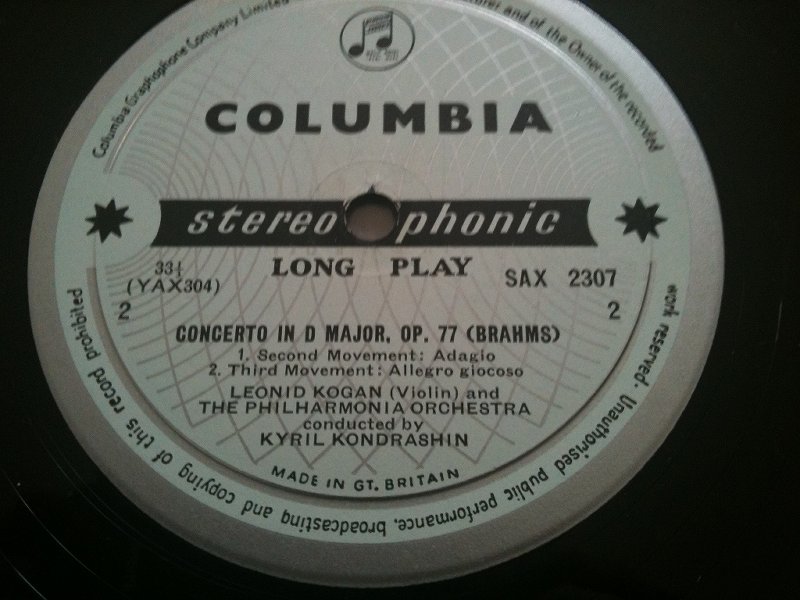 Columbia Graphophone Company Limited
and of the Owner of the recorded
work reserved. Unauthorised public performance, broadcasting and copying of this record prohibited
COLUMBIA
stereo phonic
LONG PLAY
33⅓
(YAX304)
SAX 2307
2
2
CONCERTO IN D MAJOR, OP. 77 (BRAHMS)
1. Second Movement: Adagio
2. Third Movement: Allegro giocoso
LEONID KOGAN (Violin) and
THE PHILHARMONIA ORCHESTRA
conducted by
KYRIL KONDRASHIN
MADE IN GT. BRITAIN